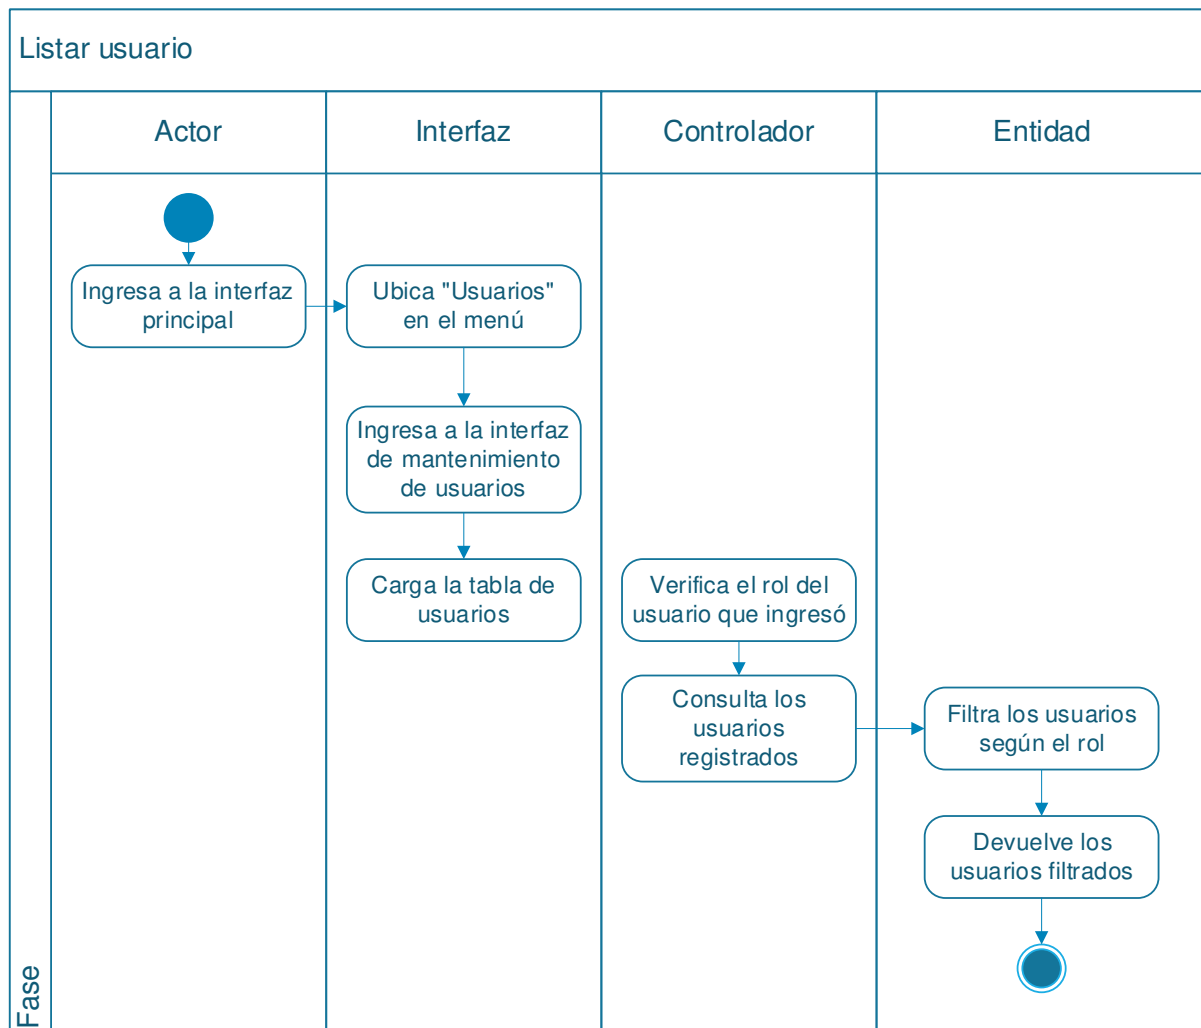 Listar usuario
Actor
Interfaz
Controlador
Entidad
Ingresa a la interfaz
principal
Ubica "Usuarios"
en el menú
Ingresa a la interfaz
de mantenimiento
de usuarios
Carga la tabla de
usuarios
Verifica el rol del
usuario que ingresó
Consulta los
usuarios
registrados
Filtra los usuarios
según el rol
Devuelve los
usuarios filtrados
Fase